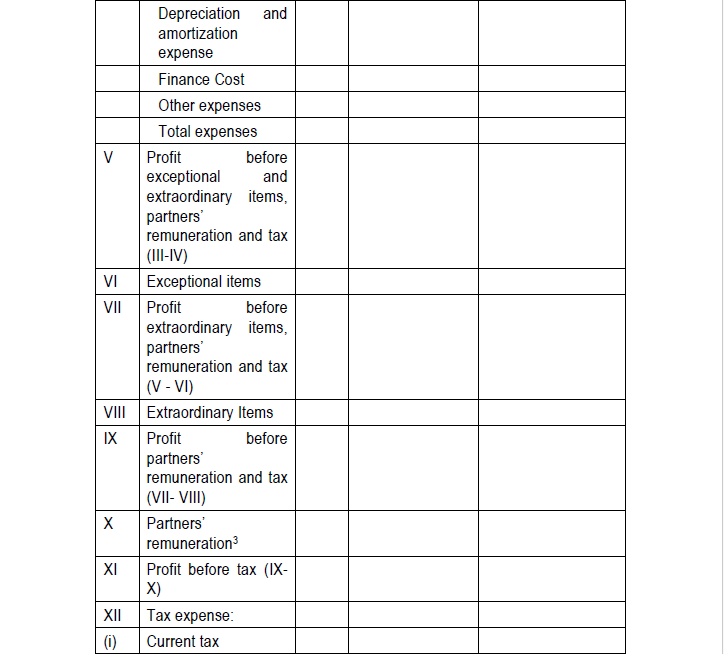 Depreciation and
amortization
expense
Finance Cost
Other expenses
Total expenses
V Profit before
exceptional and
extraordinary items,
partners’
remuneration and tax
(III-IV)
VI Exceptional items
VII Profit before
extraordinary items,
partners’
remuneration and tax
(V - VI)
VIII Extraordinary Items
IX Profit before
partners’
remuneration and tax
(VII- VIII)
X Partners’
remuneration³
XI Profit before tax (IX-
X)
XII Tax expense:
(i) Current tax